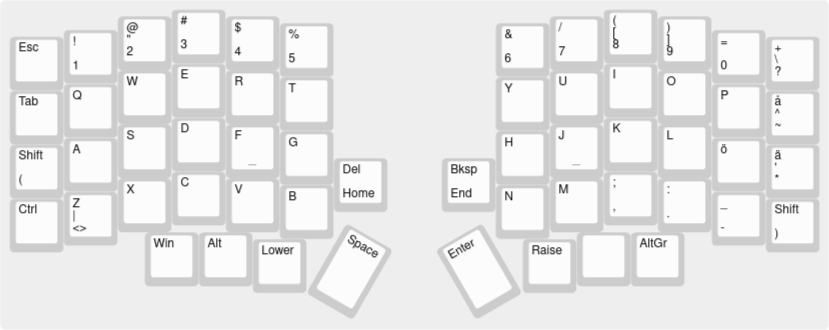 Esc
!
1
@
"
2
#
3
$
4
%
5
&
6
/
7
(
[
8
)
]
9
=
0
+
\
?
Tab
Q
W
E
R
T
Y
U
I
O
P
å
^
~
Shift
(
A
S
D
F
_
G
H
J
_
K
L
ö
ä
'
*
Del
Home
Bksp
End
Ctrl
Z
|
<>
X
C
V
B
N
M
;
,
:
.
_
-
Shift
)
Win
Alt
Lower
Space
Enter
Raise
AltGr